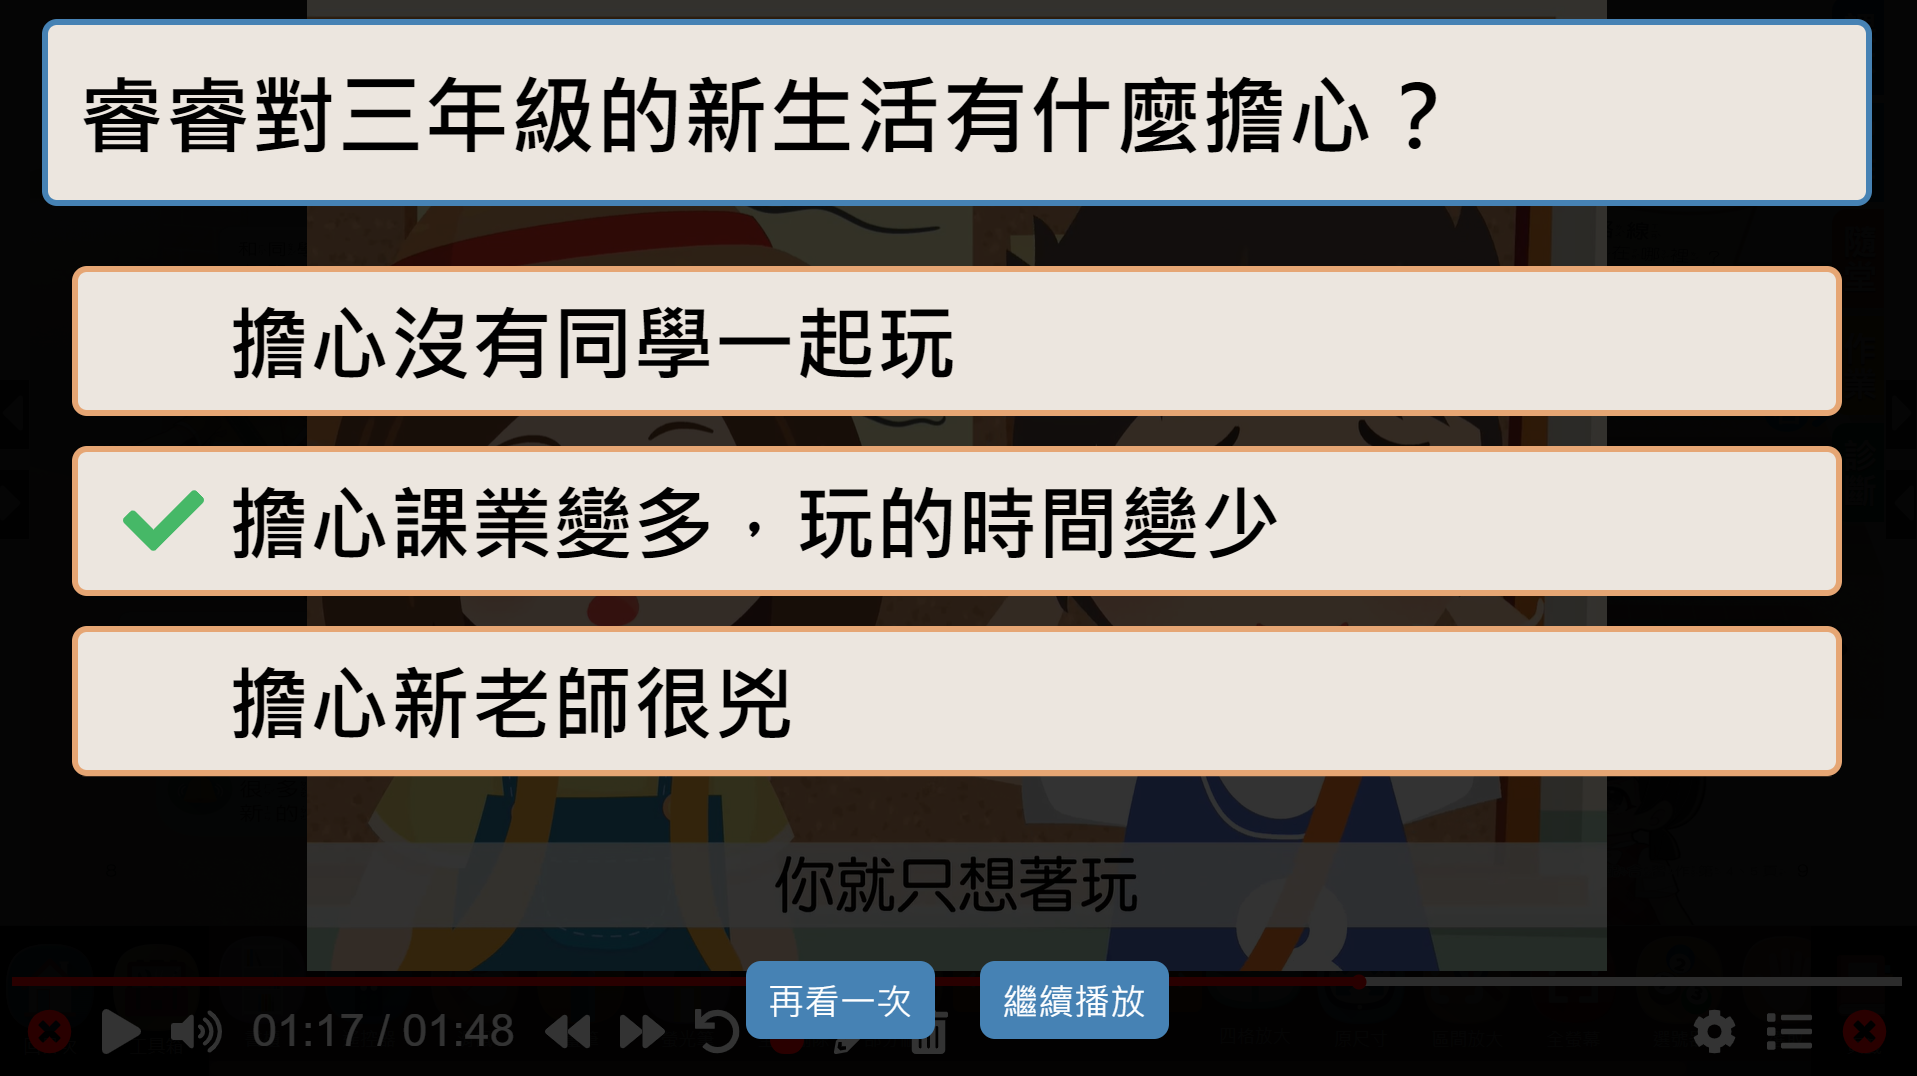 睿睿對三年級的新生活有什麼擔心？
擔心沒有同學一起玩
擔心課業變多，玩的時間變少
擔心新老師很兇
你就只想著玩
再看一次
繼續播放
01:17 / 01:48